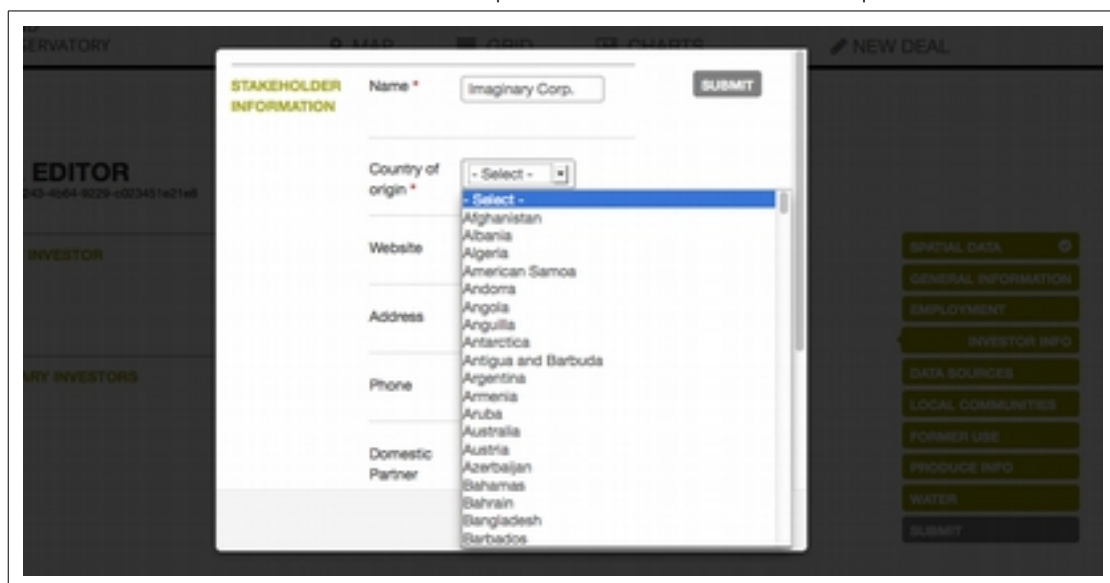 SERVATORY
MAP
GRID
CHARTS
NEW DEAL
STAKEHOLDER
INFORMATION
Name *
Imaginary Corp.
SUBMIT
EDITOR
Country of
origin *
- Select -
- Select -
Afghanistan
Albania
Algeria
American Samoa
Andorra
Angola
Anguilla
Antarctica
Antigua and Barbuda
Argentina
Armenia
Aruba
Australia
Austria
Azerbaijan
Bahamas
Bahrain
Bangladesh
Barbados
Website
Address
Phone
Domestic
Partner
INVESTOR
ARY INVESTORS
SPATIAL DATA
GENERAL INFORMATION
EMPLOYMENT
INVESTOR INFO
DATA SOURCES
LOCAL COMMUNITIES
FORMER USE
PRODUCE INFO
WATER
SUBMIT